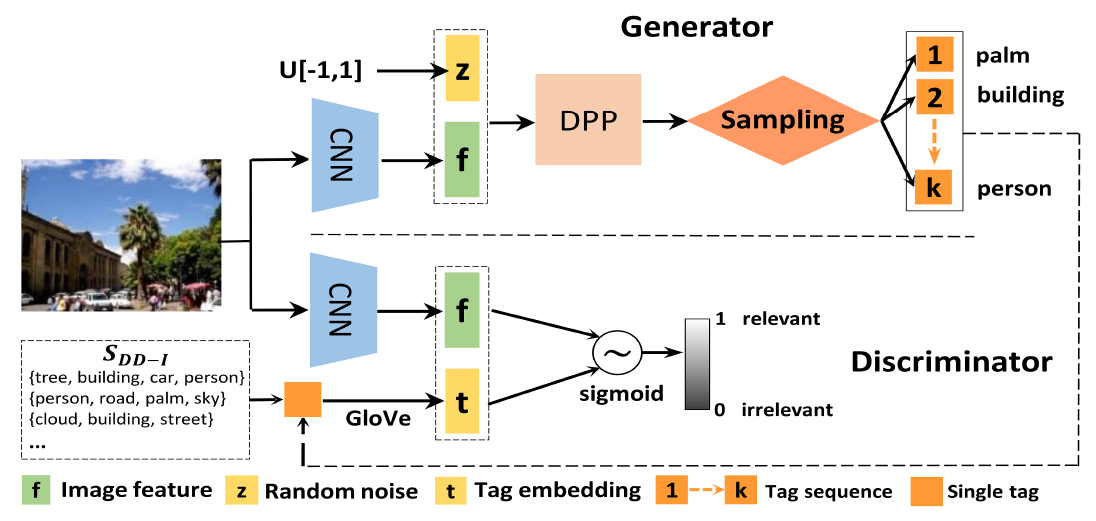 Generator
U[-1,1]
z
CNN
f
DPP
Sampling
1 palm
2 building
k person
CNN
f
sigmoid
1 relevant
0 irrelevant
Discriminator
S_{DD-I}
{tree, building, car, person}
{person, road, palm, sky}
{cloud, building, street}
...
GloVe
t
~
f Image feature z Random noise t Tag embedding 1 k Tag sequence Single tag